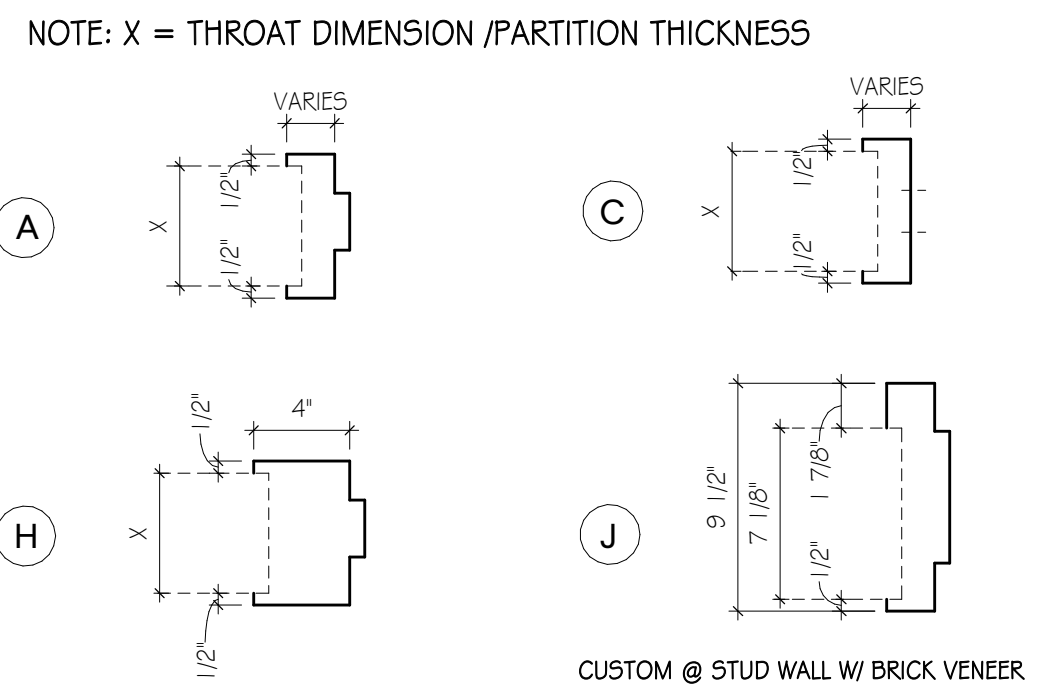 NOTE: X = THROAT DIMENSION /PARTITION THICKNESS
VARIES
1/2"
X
1/2"
A
VARIES
1/2"
X
1/2"
C
1/2"
4"
X
1/2"
H
9 1/2"
7 1/8"
1 7/8"
1/2"
J
CUSTOM @ STUD WALL W/ BRICK VENEER